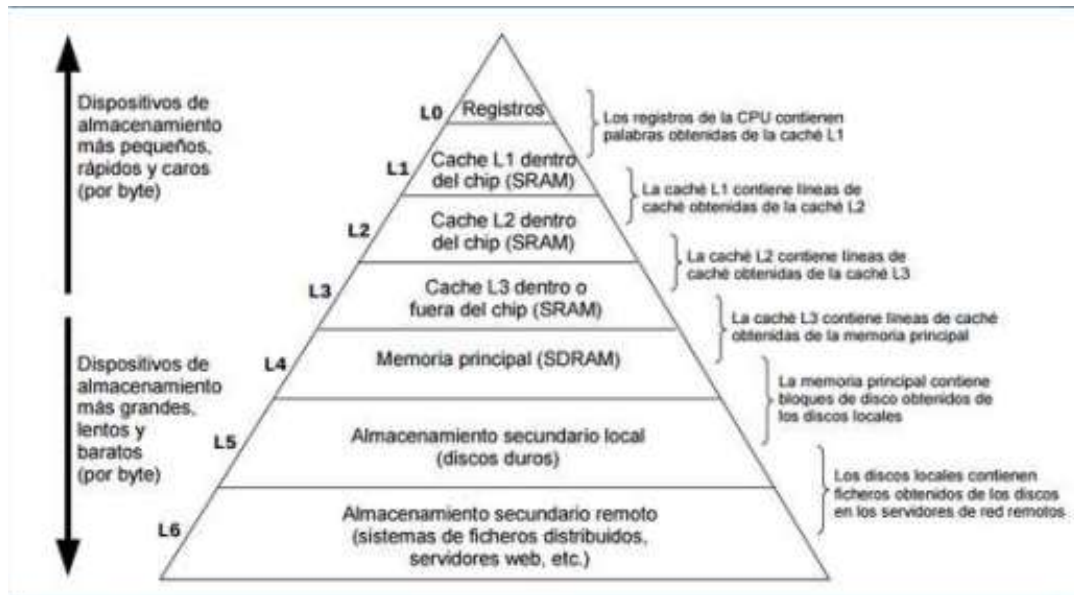 Dispositivos de
almacenamiento
más pequeños,
rápidos y caros
(por byte)
Dispositivos de
almacenamiento
más grandes,
lentos y
baratos
(por byte)
L0
Registros
Los registros de la CPU contienen
palabras obtenidas de la caché L1
L1
Cache L1 dentro
del chip (SRAM)
La caché L1 contiene líneas de
caché obtenidas de la caché L2
L2
Cache L2 dentro
del chip (SRAM)
La caché L2 contiene líneas de
caché obtenidas de la caché L3
L3
Cache L3 dentro o
fuera del chip (SRAM)
La caché L3 contiene líneas de caché
obtenidas de la memoria principal
L4
Memoria principal (SDRAM)
La memoria principal contiene
bloques de disco obtenidos de
los discos locales
L5
Almacenamiento secundario local
(discos duros)
Los discos locales contienen
ficheros obtenidos de los discos
en los servidores de red remotos
L6
Almacenamiento secundario remoto
(sistemas de ficheros distribuidos,
servidores web, etc.)